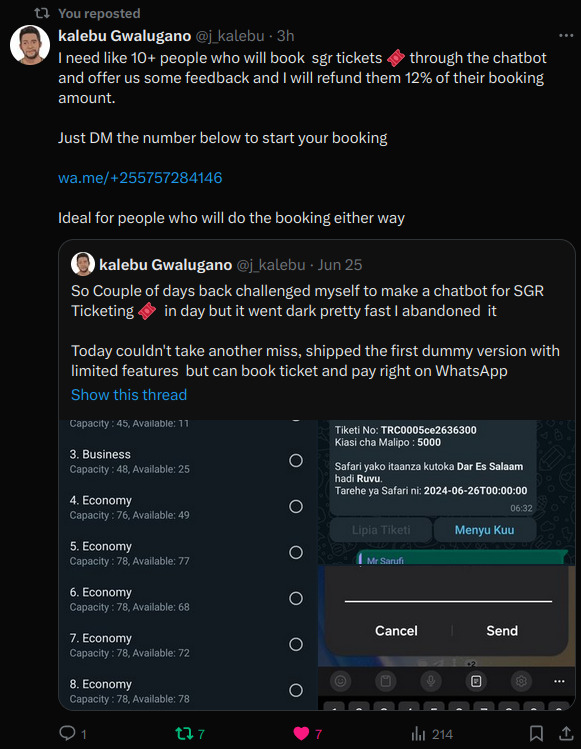 You reposted
kalebu Gwalugano @j_kalebu · 3h
I need like 10+ people who will book sgr tickets 🎫 through the chatbot
and offer us some feedback and I will refund them 12% of their booking
amount.
Just DM the number below to start your booking
wa.me/+255757284146
Ideal for people who will do the booking either way
kalebu Gwalugano @j_kalebu · Jun 25
So Couple of days back challenged myself to make a chatbot for SGR
Ticketing 🎫 in day but it went dark pretty fast I abandoned it
Today couldn't take another miss, shipped the first dummy version with
limited features but can book ticket and pay right on WhatsApp
Show this thread
Capacity : 45, Available: 11
3. Business
Capacity : 48, Available: 25
4. Economy
Capacity : 76, Available: 49
5. Economy
Capacity : 78, Available: 77
6. Economy
Capacity : 78, Available: 68
7. Economy
Capacity : 78, Available: 72
8. Economy
Capacity : 78, Available: 78
Tiketi No: TRC0005ce2636300
Kiasi cha Malipo : 5000
Safari yako itaanza kutoka Dar Es Salaam
hadi Ruvu.
Tarehe ya Safari ni: 2024-06-26T00:00:00
06:32
Lipia Tiketi Menyu Kuu
Mr Sarufi
Cancel Send
+2
1 7 7 214